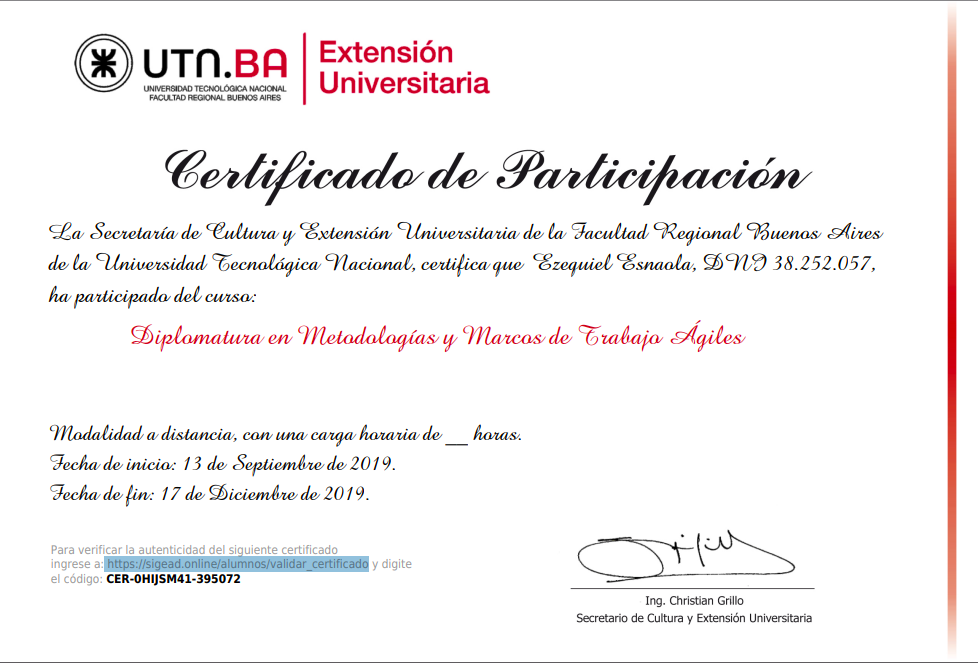 UTN.BA
UNIVERSIDAD TECNOLÓGICA NACIONAL
FACULTAD REGIONAL BUENOS AIRES
Extensión
Universitaria
Certificado de Participación
La Secretaría de Cultura y Extensión Universitaria de la Facultad Regional Buenos Aires
de la Universidad Tecnológica Nacional, certifica que Ezequiel Esnaola, DNI 38.252.057,
ha participado del curso:
Diplomatura en Metodologías y Marcos de Trabajo Ágiles
Modalidad a distancia, con una carga horaria de __ horas.
Fecha de inicio: 13 de Septiembre de 2019.
Fecha de fin: 17 de Diciembre de 2019.
Para verificar la autenticidad del siguiente certificado
ingrese a: https://sigead.online/alumnos/validar_certificado y digite
el código: CER-0HIJSM41-395072
Ing. Christian Grillo
Secretario de Cultura y Extensión Universitaria